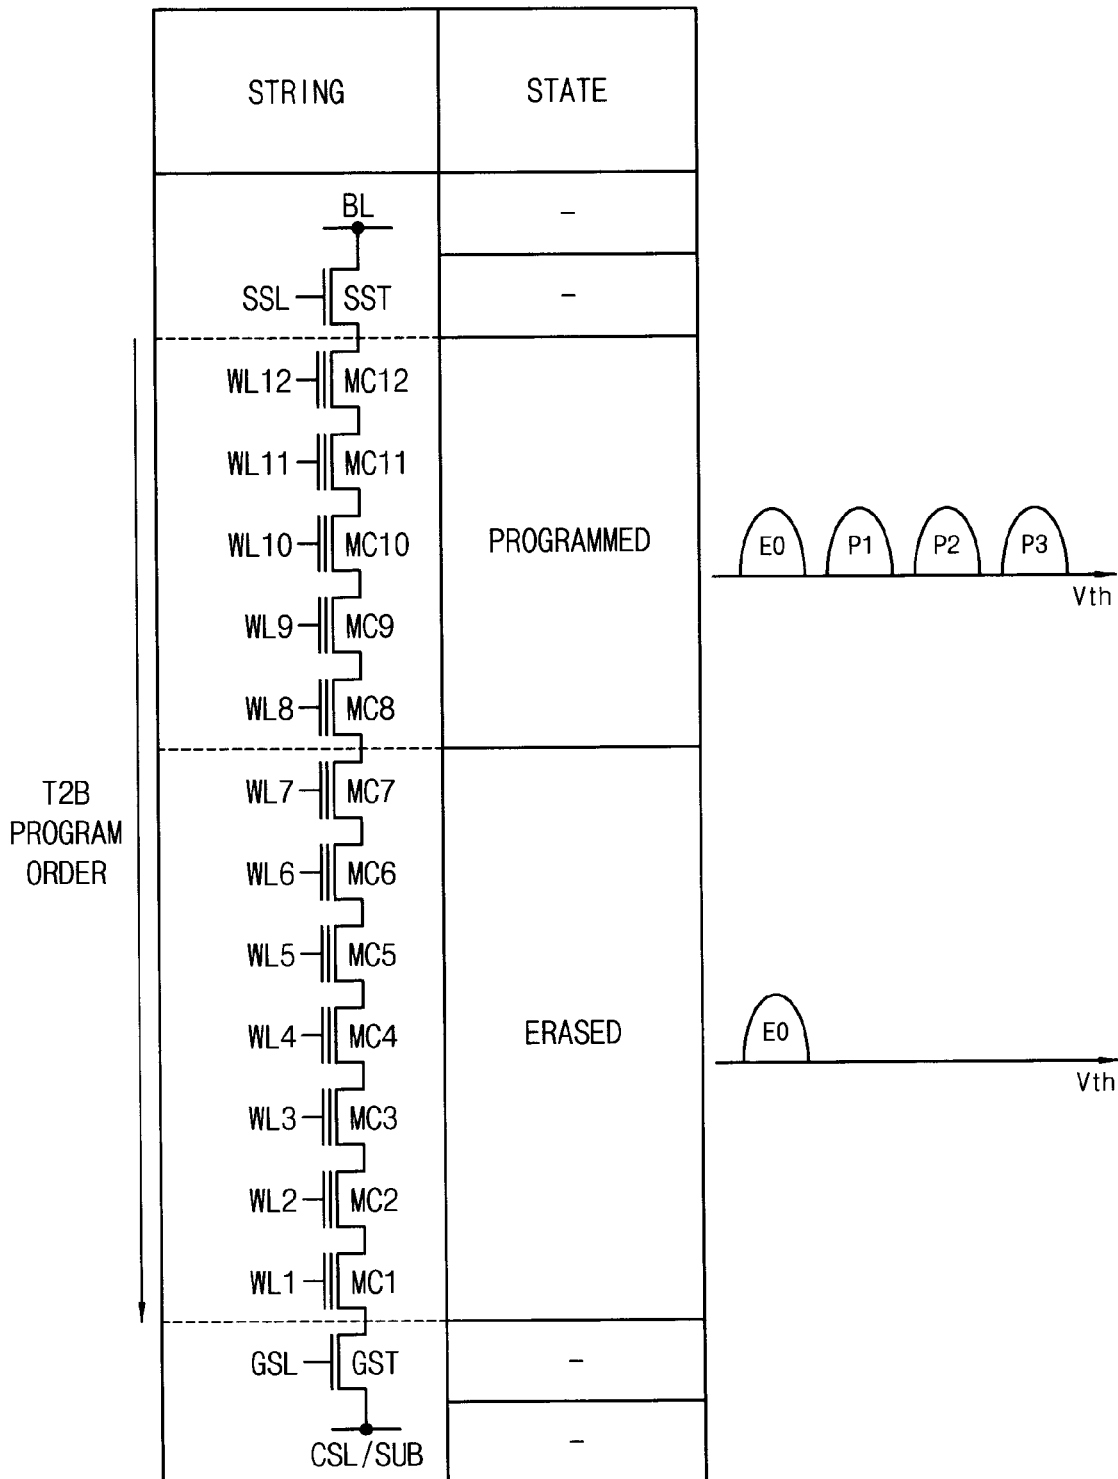 STRING STATE
BL -
SSL SST -
WL12 MC12
WL11 MC11
WL10 MC10 PROGRAMMED E0 P1 P2 P3
Vth
WL9 MC9
WL8 MC8
WL7 MC7
T2B
PROGRAM
ORDER
WL6 MC6
WL5 MC5
WL4 MC4 ERASED E0
Vth
WL3 MC3
WL2 MC2
WL1 MC1
GSL GST -
CSL/SUB -